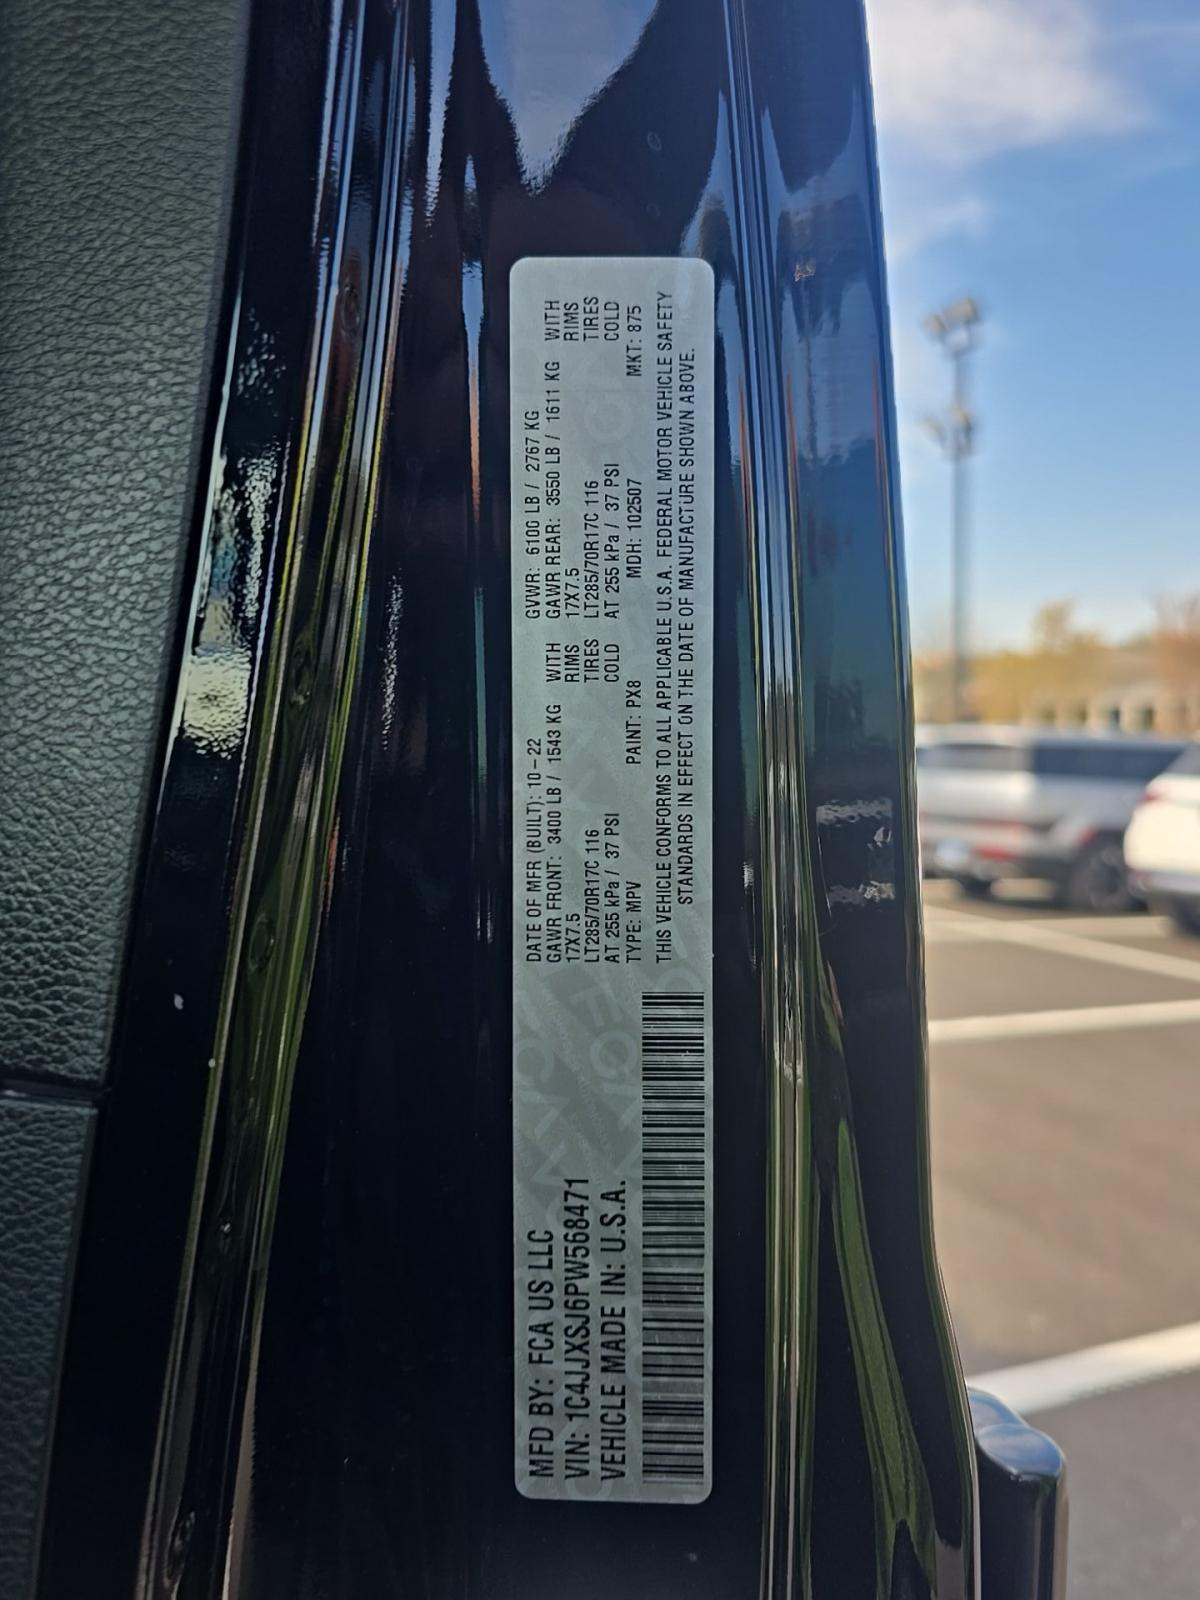 MFD BY: FCA US LLC
VIN: 1C4JJXSJ6PW568471
VEHICLE MADE IN: U.S.A.
DATE OF MFR (BUILT): 10-22 GVWR: 6100 LB / 2767 KG
GAWR FRONT: 3400 LB / 1543 KG WITH GAWR REAR: 3550 LB / 1611 KG WITH
17X7.5 RIMS 17X7.5 RIMS
LT285/70R17C 116 TIRES LT285/70R17C 116 TIRES
AT 255 kPa / 37 PSI COLD AT 255 kPa / 37 PSI COLD
TYPE: MPV PAINT: PX8 MDH: 102507 MKT: 875
THIS VEHICLE CONFORMS TO ALL APPLICABLE U.S.A. FEDERAL MOTOR VEHICLE SAFETY
STANDARDS IN EFFECT ON THE DATE OF MANUFACTURE SHOWN ABOVE.